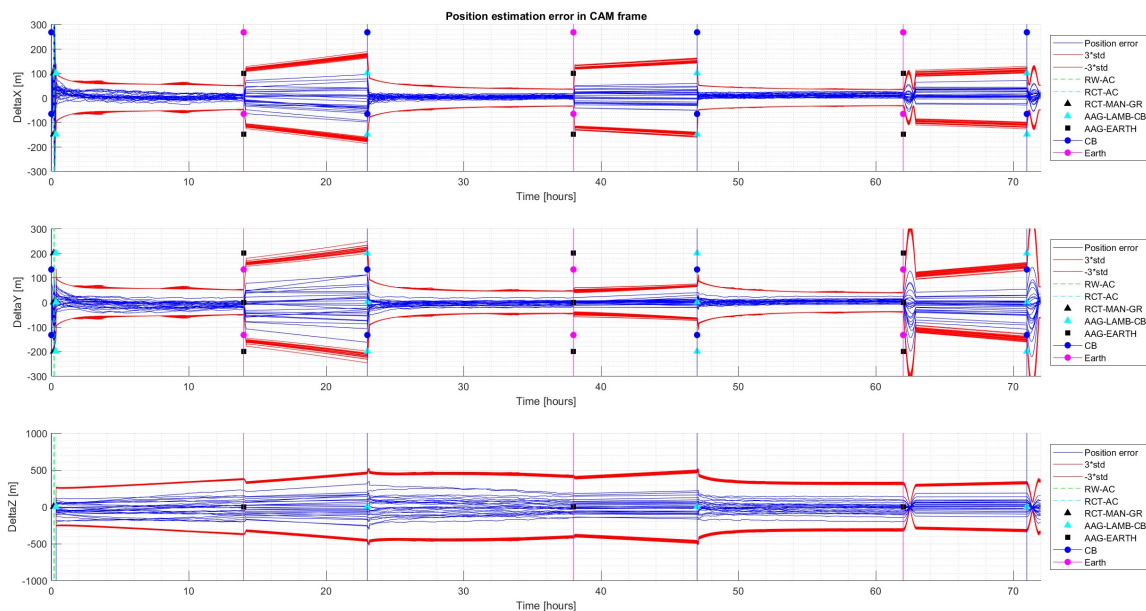 Position estimation error in CAM frame
300
200
100
0
-100
-200
-300
DeltaX [m]
0 10 20 30 40 50 60 70
Time [hours]
Position error
3*std
-3*std
RW-AC
RCT-AC
RCT-MAN-GR
AAG-LAMB-CB
AAG-EARTH
CB
Earth
300
200
100
0
-100
-200
-300
DeltaY [m]
0 10 20 30 40 50 60 70
Time [hours]
Position error
3*std
-3*std
RW-AC
RCT-AC
RCT-MAN-GR
AAG-LAMB-CB
AAG-EARTH
CB
Earth
1000
500
0
-500
-1000
DeltaZ [m]
0 10 20 30 40 50 60 70
Time [hours]
Position error
3*std
-3*std
RW-AC
RCT-AC
RCT-MAN-GR
AAG-LAMB-CB
AAG-EARTH
CB
Earth